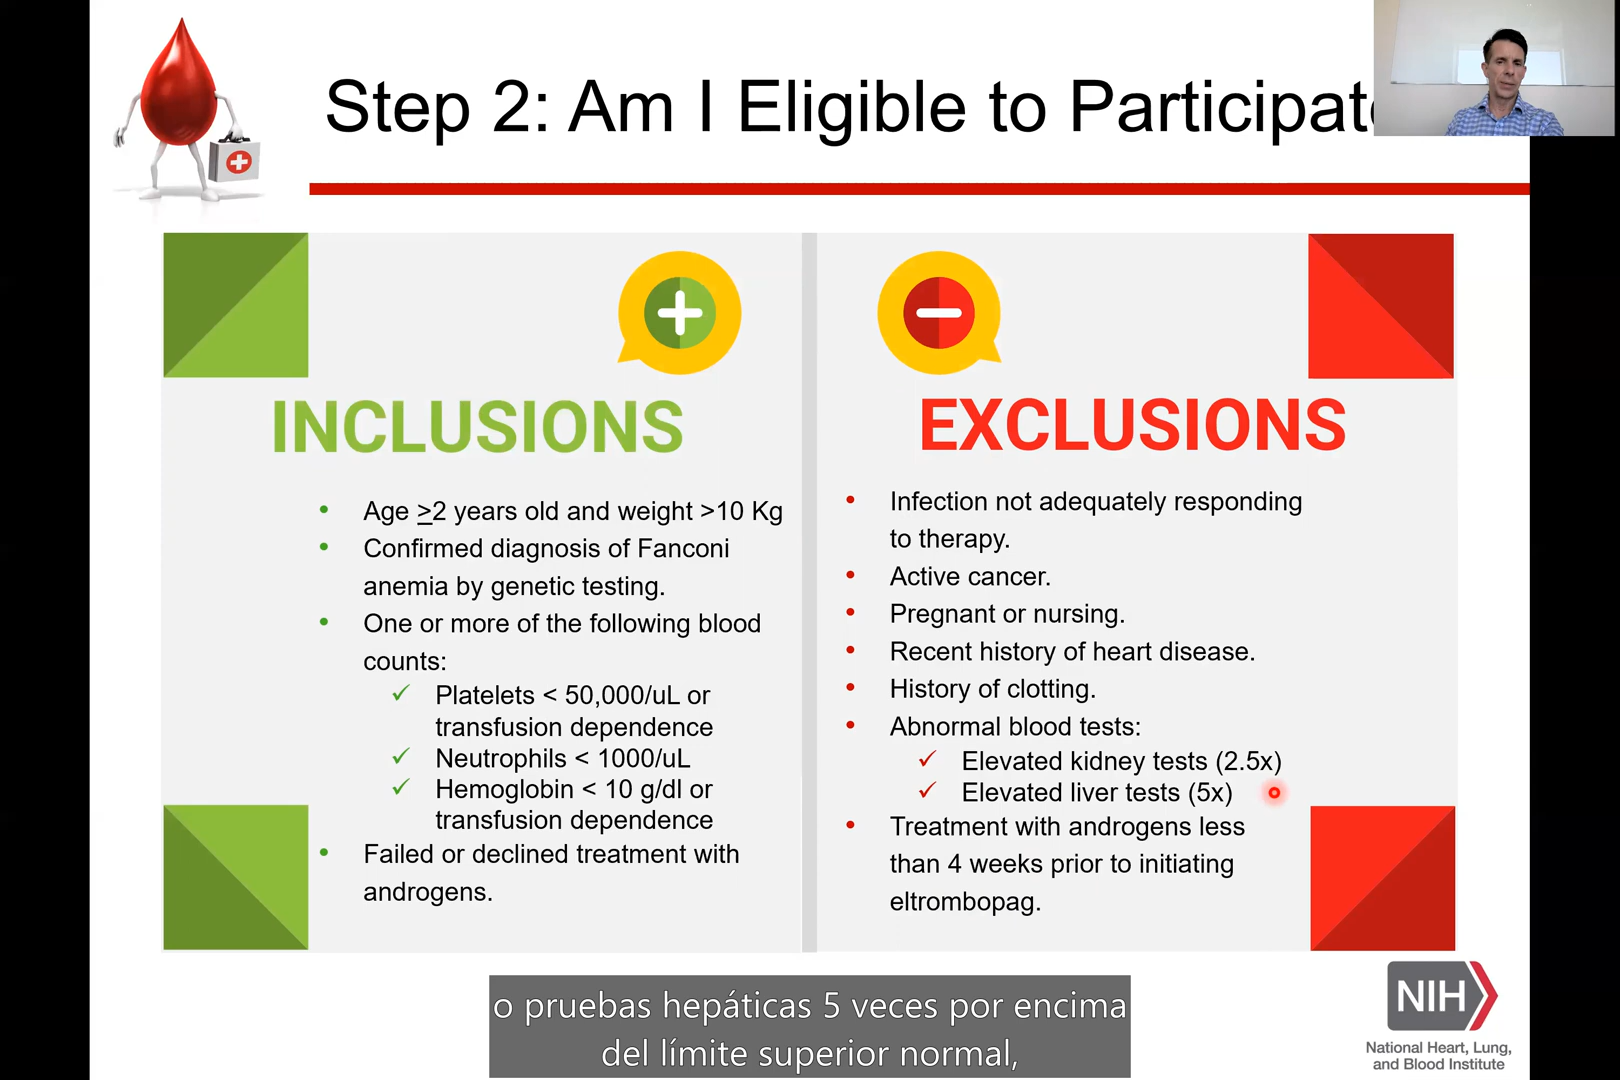 Step 2: Am I Eligible to Participate
INCLUSIONS
• Age >2 years old and weight >10 Kg
• Confirmed diagnosis of Fanconi
anemia by genetic testing.
• One or more of the following blood
counts:
✓ Platelets < 50,000/uL or
transfusion dependence
✓ Neutrophils < 1000/uL
✓ Hemoglobin < 10 g/dl or
transfusion dependence
• Failed or declined treatment with
androgens.
EXCLUSIONS
• Infection not adequately responding
to therapy.
• Active cancer.
• Pregnant or nursing.
• Recent history of heart disease.
• History of clotting.
• Abnormal blood tests:
✓ Elevated kidney tests (2.5x)
✓ Elevated liver tests (5x)
• Treatment with androgens less
than 4 weeks prior to initiating
eltrombopag.
o pruebas hepáticas 5 veces por encima
del límite superior normal,
NIH
National Heart, Lung,
and Blood Institute